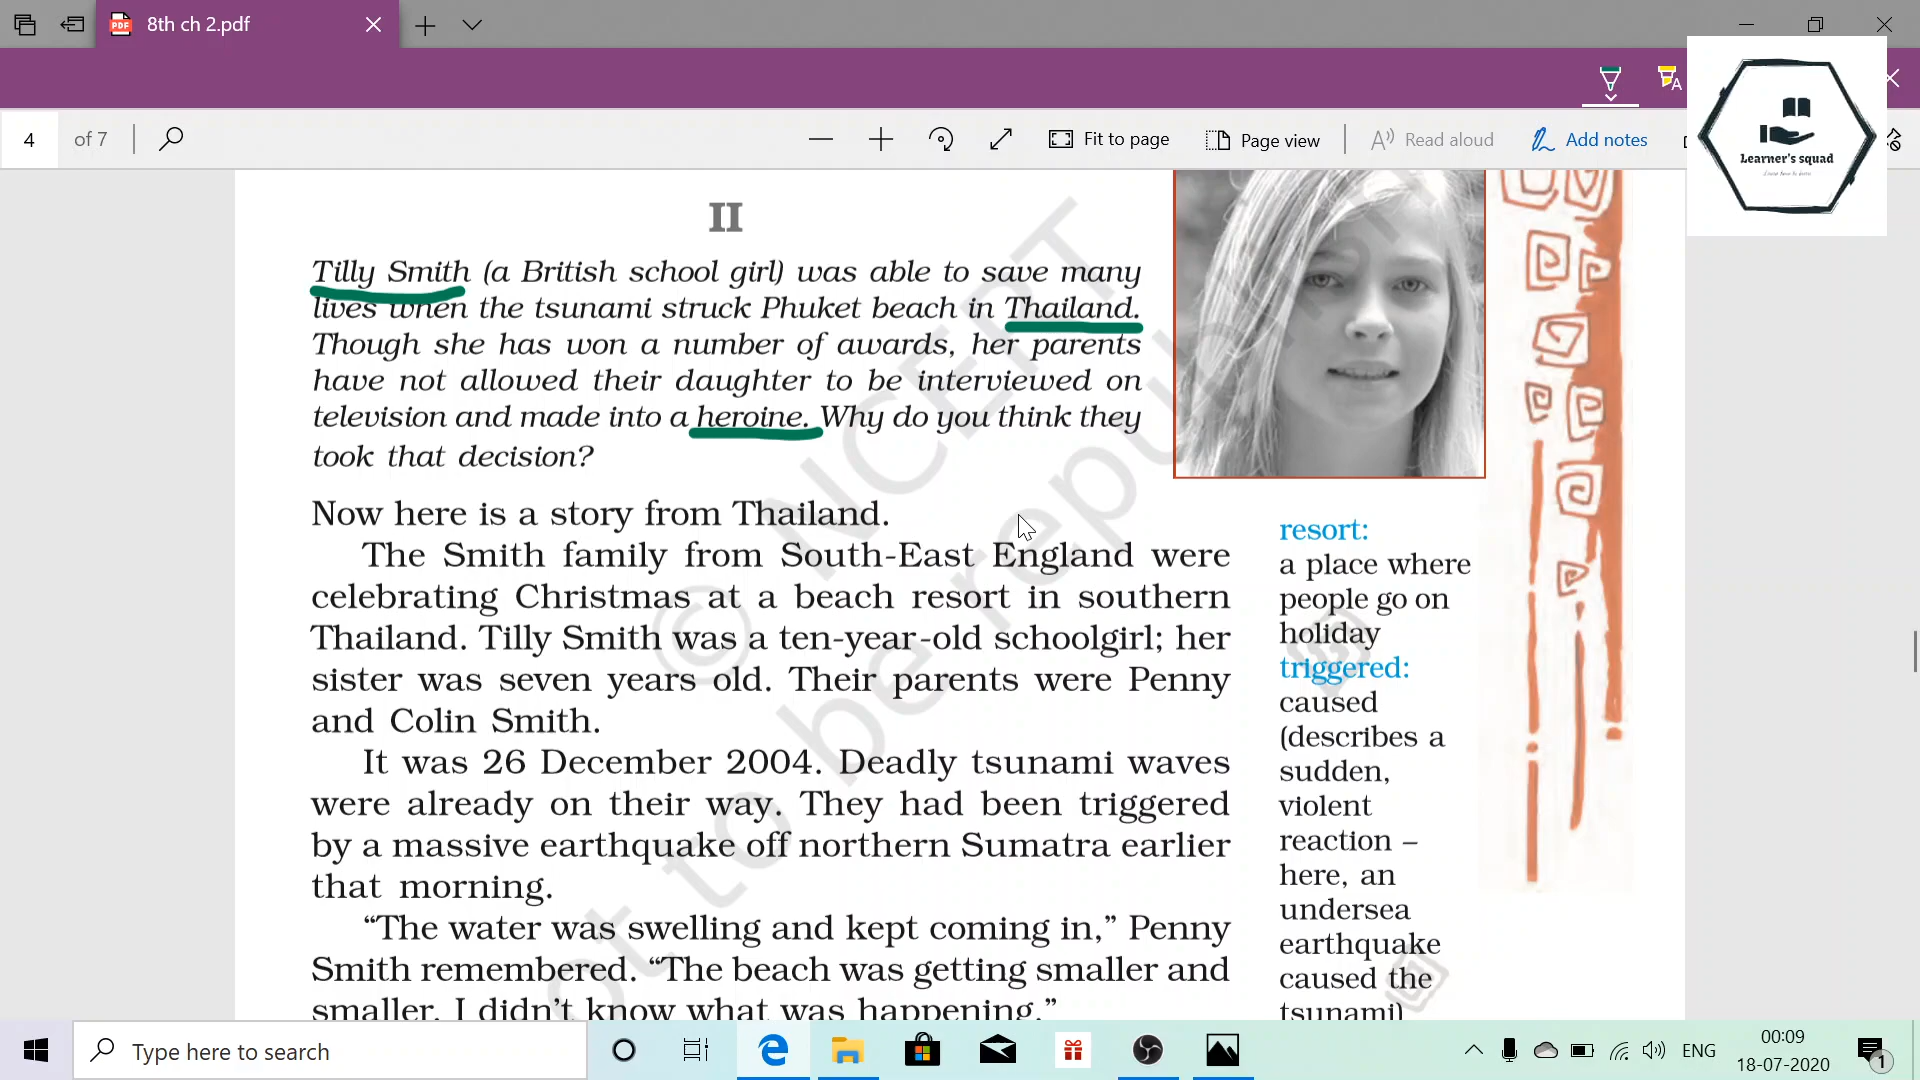 8th ch 2.pdf
4 of 7
Fit to page
Page view
Read aloud
Add notes
Learner's squad
II
Tilly Smith (a British school girl) was able to save many
lives when the tsunami struck Phuket beach in Thailand.
Though she has won a number of awards, her parents
have not allowed their daughter to be interviewed on
television and made into a heroine. Why do you think they
took that decision?
Now here is a story from Thailand.
The Smith family from South-East England were
celebrating Christmas at a beach resort in southern
Thailand. Tilly Smith was a ten-year-old schoolgirl; her
sister was seven years old. Their parents were Penny
and Colin Smith.
It was 26 December 2004. Deadly tsunami waves
were already on their way. They had been triggered
by a massive earthquake off northern Sumatra earlier
that morning.
“The water was swelling and kept coming in,” Penny
Smith remembered. “The beach was getting smaller and
smaller. I didn’t know what was happening.”
resort:
a place where
people go on
holiday
triggered:
caused
(describes a
sudden,
violent
reaction –
here, an
undersea
earthquake
caused the
tsunami)
© NCERT
not to be republi
Type here to search
ENG
00:09
18-07-2020
1